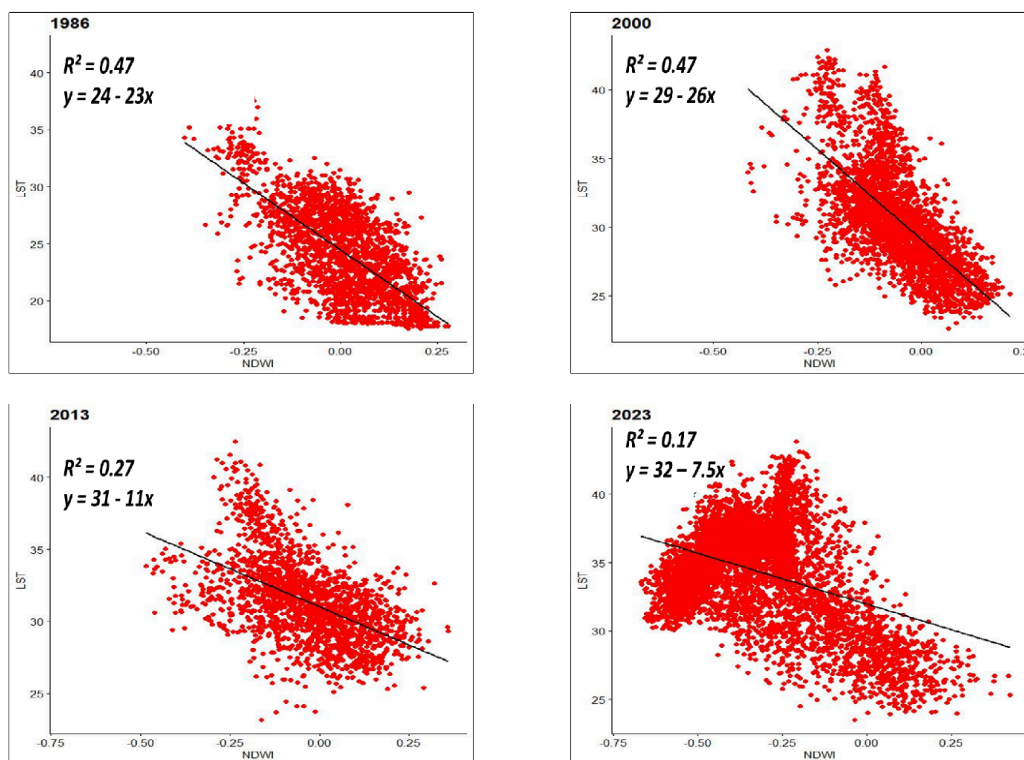 1986
R² = 0.47
y = 24 - 23x
LST
40
35
30
25
20
-0.50
-0.25
0.00
0.25
NDWI
2000
R² = 0.47
y = 29 - 26x
LST
40
35
30
25
-0.50
-0.25
0.00
NDWI
2013
R² = 0.27
y = 31 - 11x
LST
40
35
30
25
-0.75
-0.50
-0.25
0.00
0.25
NDWI
2023
R² = 0.17
y = 32 – 7.5x
LST
40
35
30
25
-0.75
-0.50
-0.25
0.00
0.25
NDWI